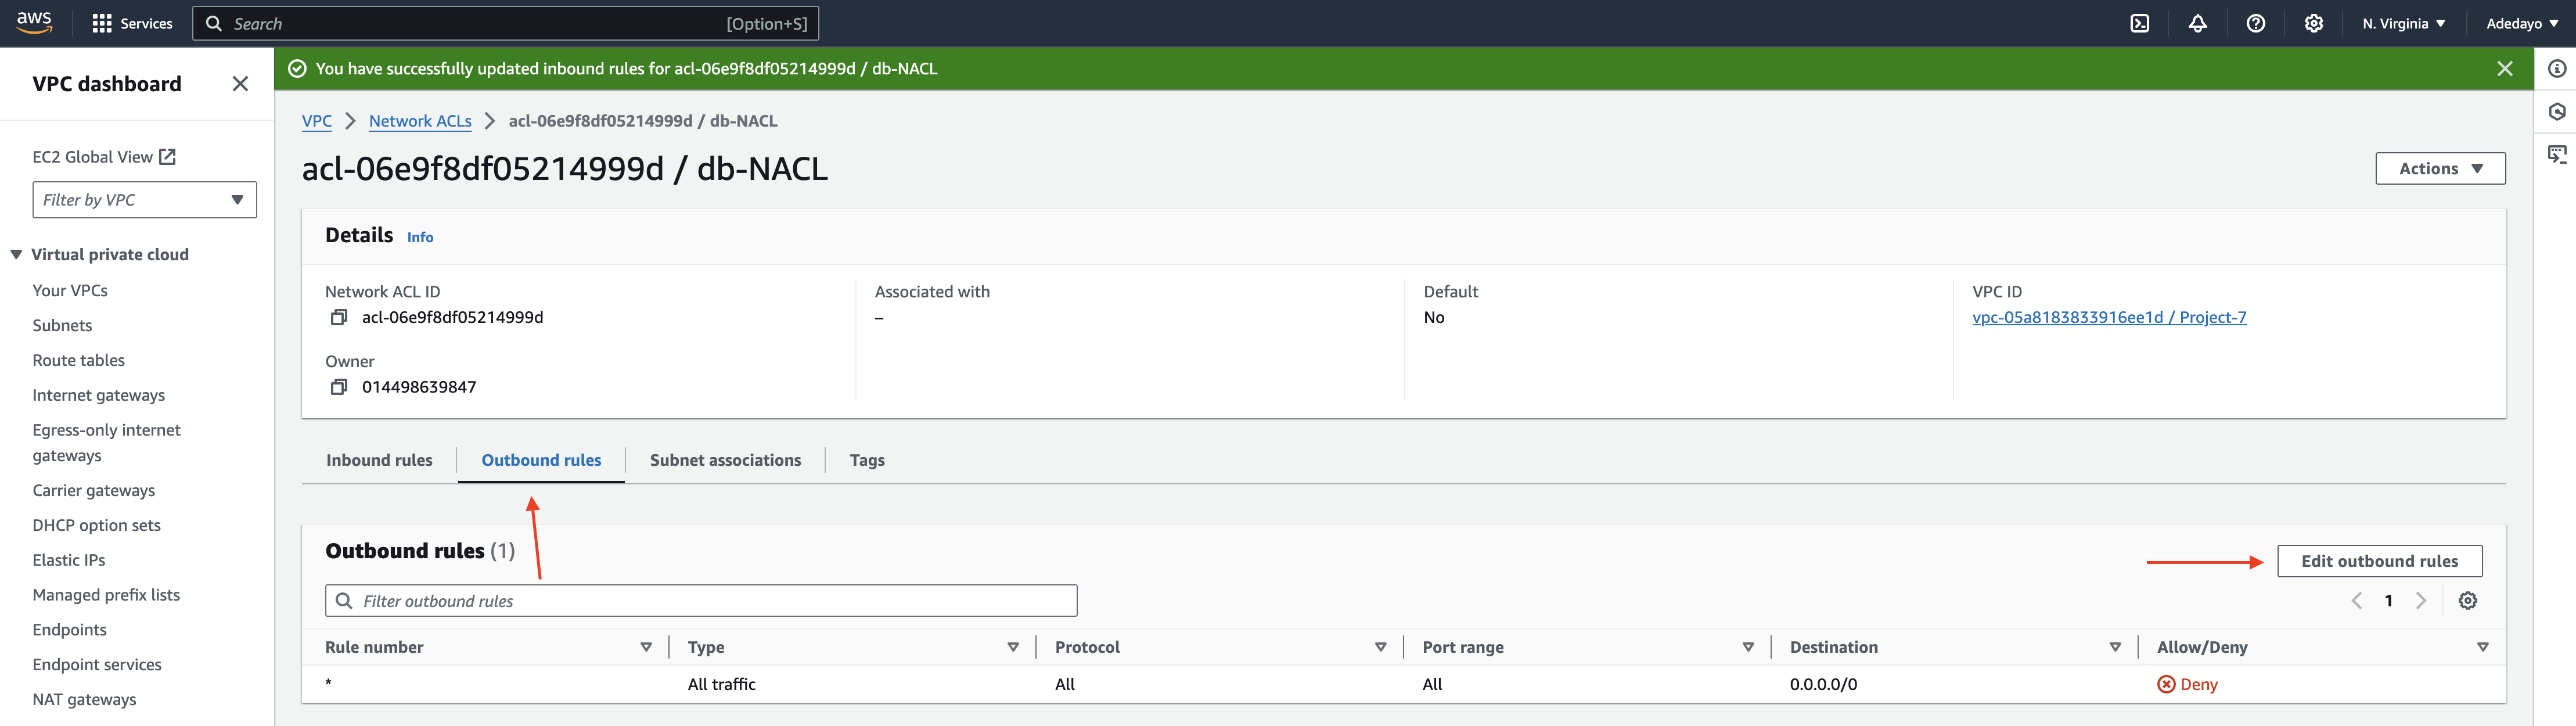 aws
Services
Search
[Option+S]
N. Virginia
Adedayo
VPC dashboard
EC2 Global View
Filter by VPC
Virtual private cloud
Your VPCs
Subnets
Route tables
Internet gateways
Egress-only internet
gateways
Carrier gateways
DHCP option sets
Elastic IPs
Managed prefix lists
Endpoints
Endpoint services
NAT gateways
You have successfully updated inbound rules for acl-06e9f8df05214999d / db-NACL
VPC
Network ACLs
acl-06e9f8df05214999d / db-NACL
acl-06e9f8df05214999d / db-NACL
Actions
Details Info
Network ACL ID
acl-06e9f8df05214999d
Owner
014498639847
Associated with
–
Default
No
VPC ID
vpc-05a8183833916ee1d / Project-7
Inbound rules
Outbound rules
Subnet associations
Tags
Outbound rules (1)
Edit outbound rules
Filter outbound rules
1
Rule number
Type
Protocol
Port range
Destination
Allow/Deny
*
All traffic
All
All
0.0.0.0/0
Deny